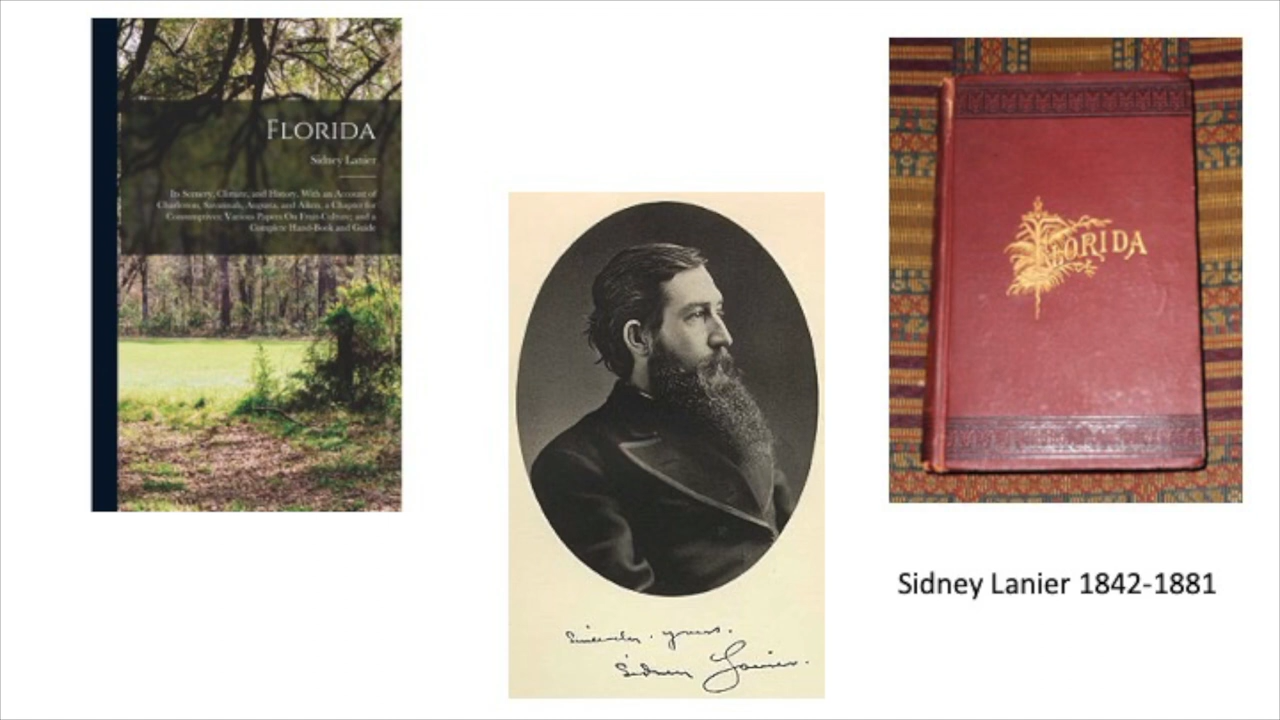 FLORIDA
Sidney Lanier
Its Scenery, Climate, and History. With an Account of
Charleston, Savannah, Augusta, and Aiken, a Chapter for
Consumptives; Various Papers On Fruit-Culture; and a
Complete Hand-Book and Guide
Sincerely yours.
Sidney Lanier.
FLORIDA
Sidney Lanier 1842-1881